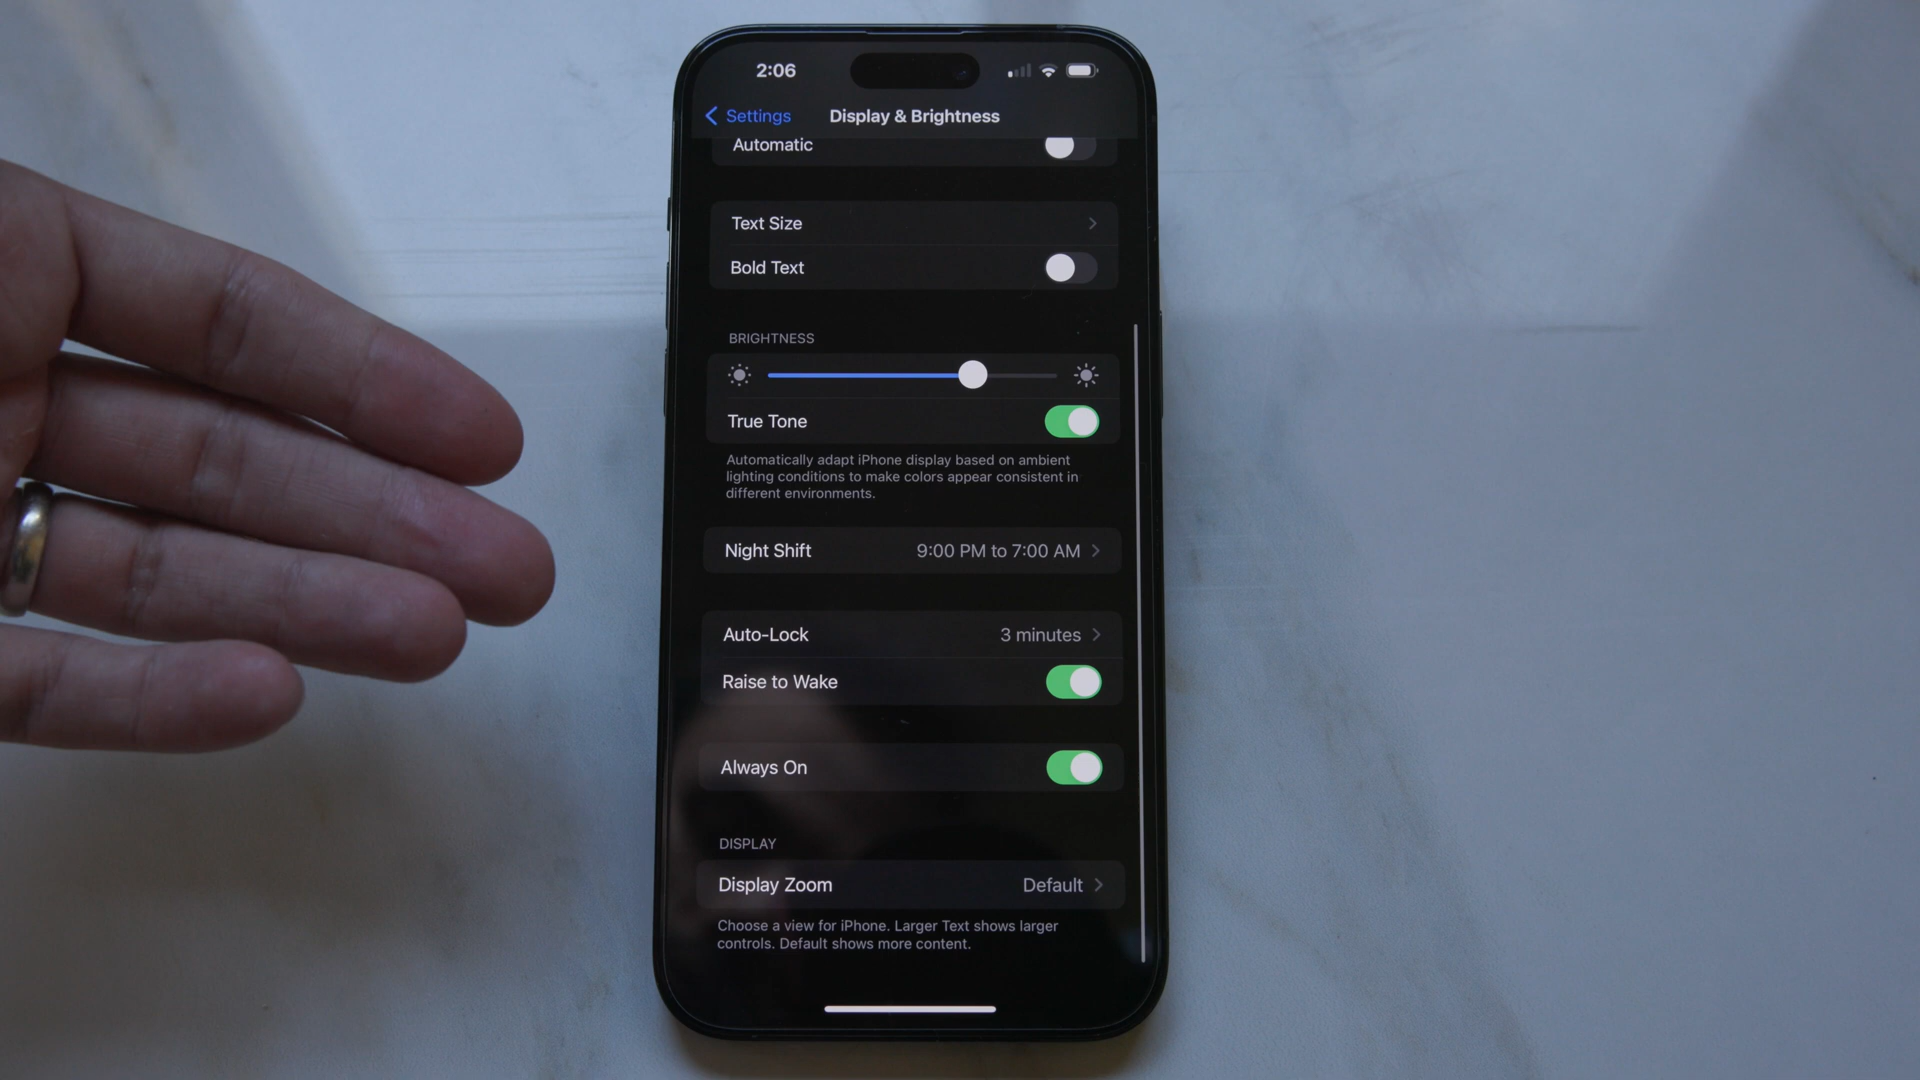 2:06
Settings
Display & Brightness
Automatic
Text Size
Bold Text
BRIGHTNESS
True Tone
Automatically adapt iPhone display based on ambient
lighting conditions to make colors appear consistent in
different environments.
Night Shift 9:00 PM to 7:00 AM
Auto-Lock 3 minutes
Raise to Wake
Always On
DISPLAY
Display Zoom Default
Choose a view for iPhone. Larger Text shows larger
controls. Default shows more content.